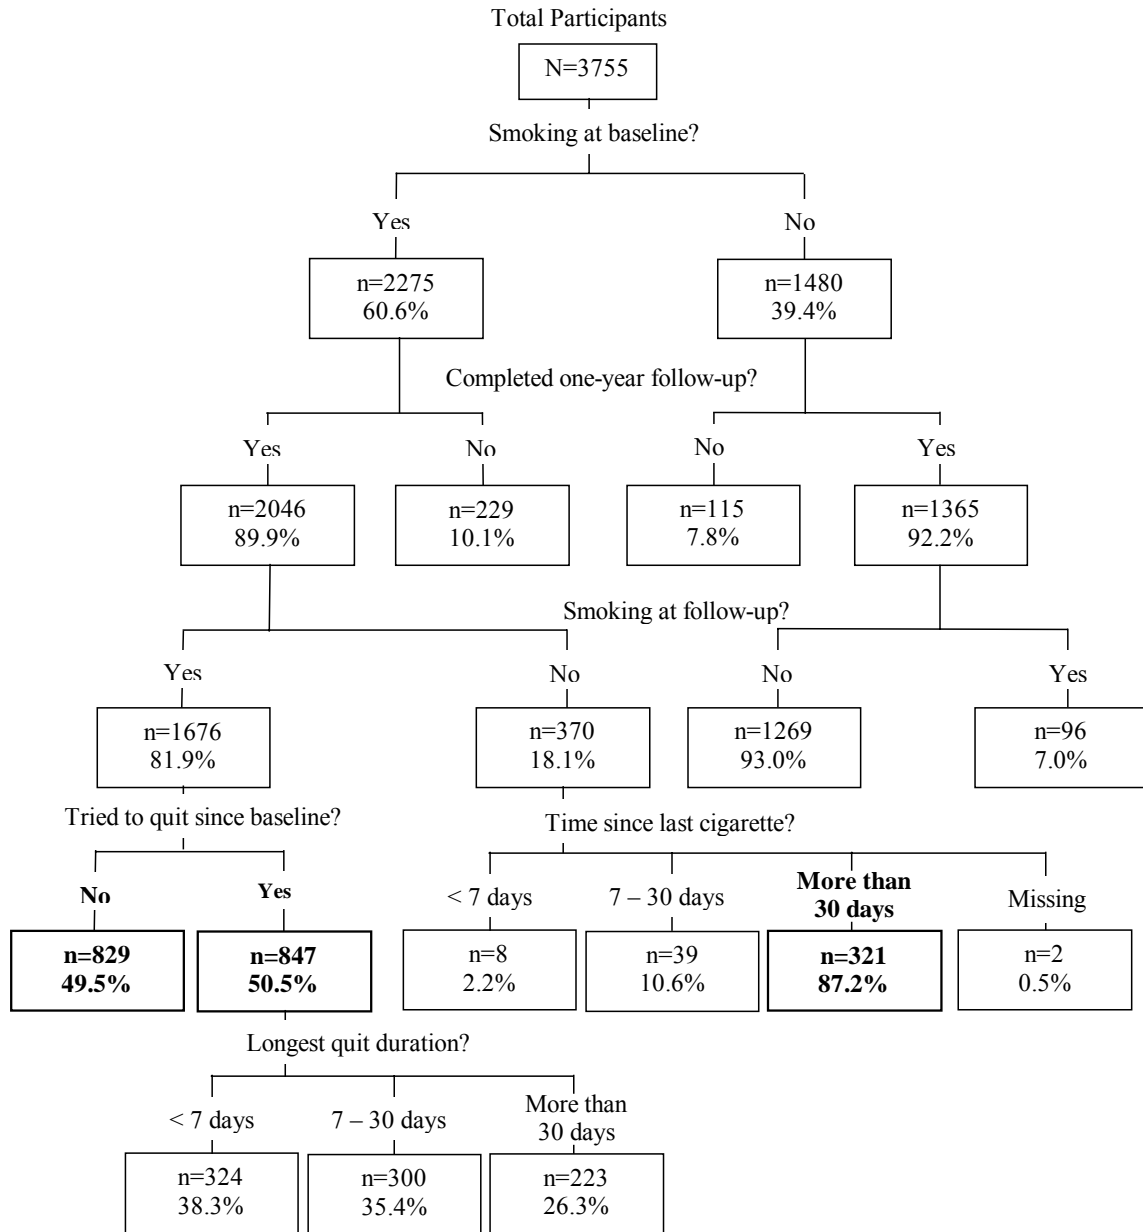 Total Participants
N=3755
Smoking at baseline?
Yes
No
n=2275
60.6%
n=1480
39.4%
Completed one-year follow-up?
Yes
No
No
Yes
n=2046
89.9%
n=229
10.1%
n=115
7.8%
n=1365
92.2%
Smoking at follow-up?
Yes
No
No
Yes
n=1676
81.9%
n=370
18.1%
n=1269
93.0%
n=96
7.0%
Tried to quit since baseline?
Time since last cigarette?
No
Yes
< 7 days
7 – 30 days
More than
30 days
Missing
n=829
49.5%
n=847
50.5%
n=8
2.2%
n=39
10.6%
n=321
87.2%
n=2
0.5%
Longest quit duration?
< 7 days
7 – 30 days
More than
30 days
n=324
38.3%
n=300
35.4%
n=223
26.3%